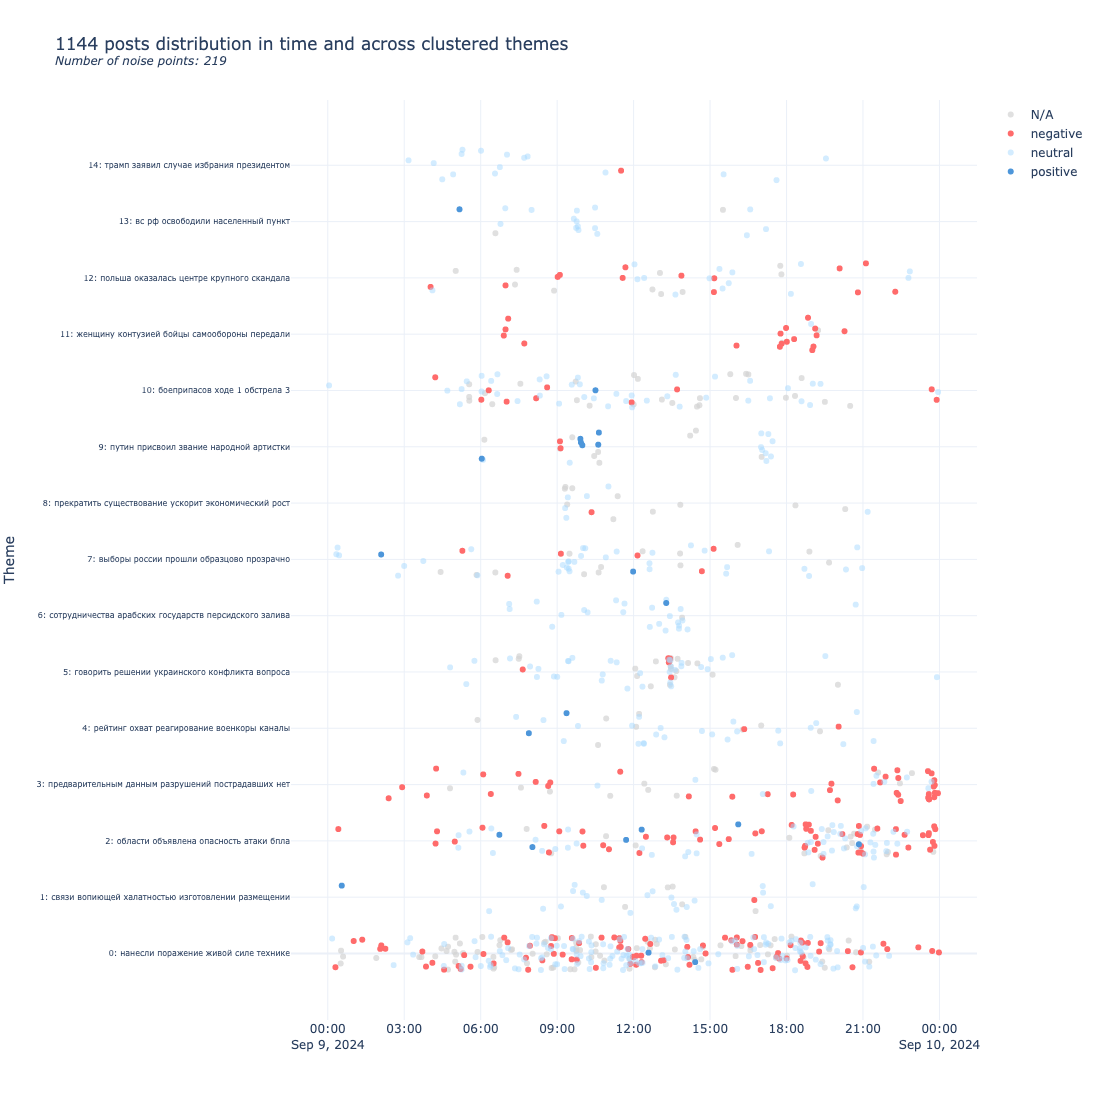 1144 posts distribution in time and across clustered themes
Number of noise points: 219
N/A
negative
neutral
positive
Theme
14: трамп заявил случае избрания президентом
13: вс рф освободили населенный пункт
12: польша оказалась центре крупного скандала
11: женщину контузией бойцы самообороны передали
10: боеприпасов ходе 1 обстрела 3
9: путин присвоил звание народной артистки
8: прекратить существование ускорит экономический рост
7: выборы россии прошли образцово прозрачно
6: сотрудничества арабских государств персидского залива
5: говорить решении украинского конфликта вопроса
4: рейтинг охват реагирование военкоры каналы
3: предварительным данным разрушений пострадавших нет
2: области объявлена опасность атаки бпла
1: связи вопиющей халатностью изготовлении размещении
0: нанесли поражение живой силе технике
00:00 03:00 06:00 09:00 12:00 15:00 18:00 21:00 00:00
Sep 9, 2024 Sep 10, 2024